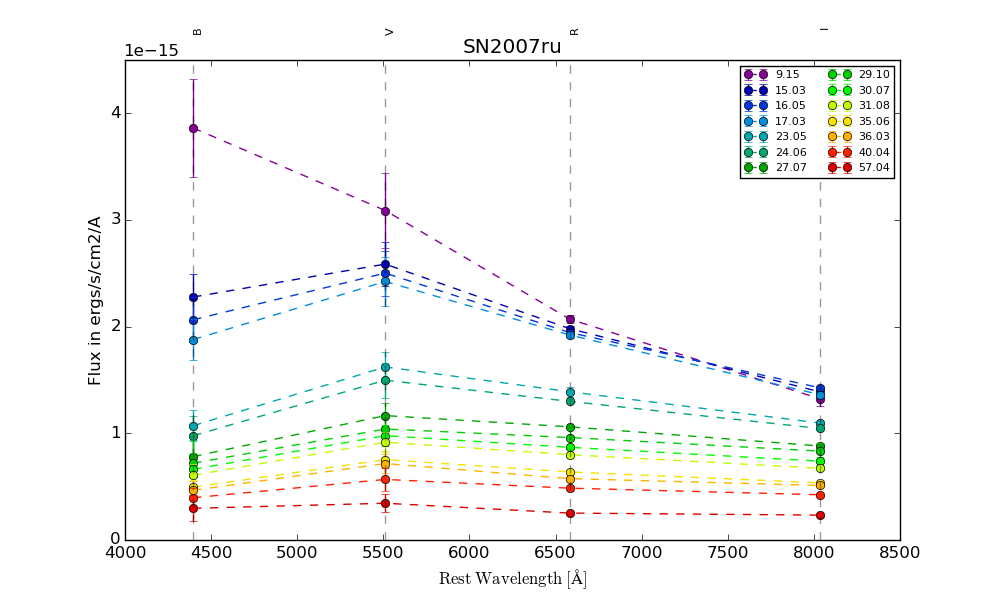 B V R I
1e−15 SN2007ru
9.15 29.10
15.03 30.07
16.05 31.08
17.03 35.06
23.05 36.03
24.06 40.04
27.07 57.04
4
3
2
1
0
Flux in ergs/s/cm2/A
4000 4500 5000 5500 6000 6500 7000 7500 8000 8500
Rest Wavelength [Å]